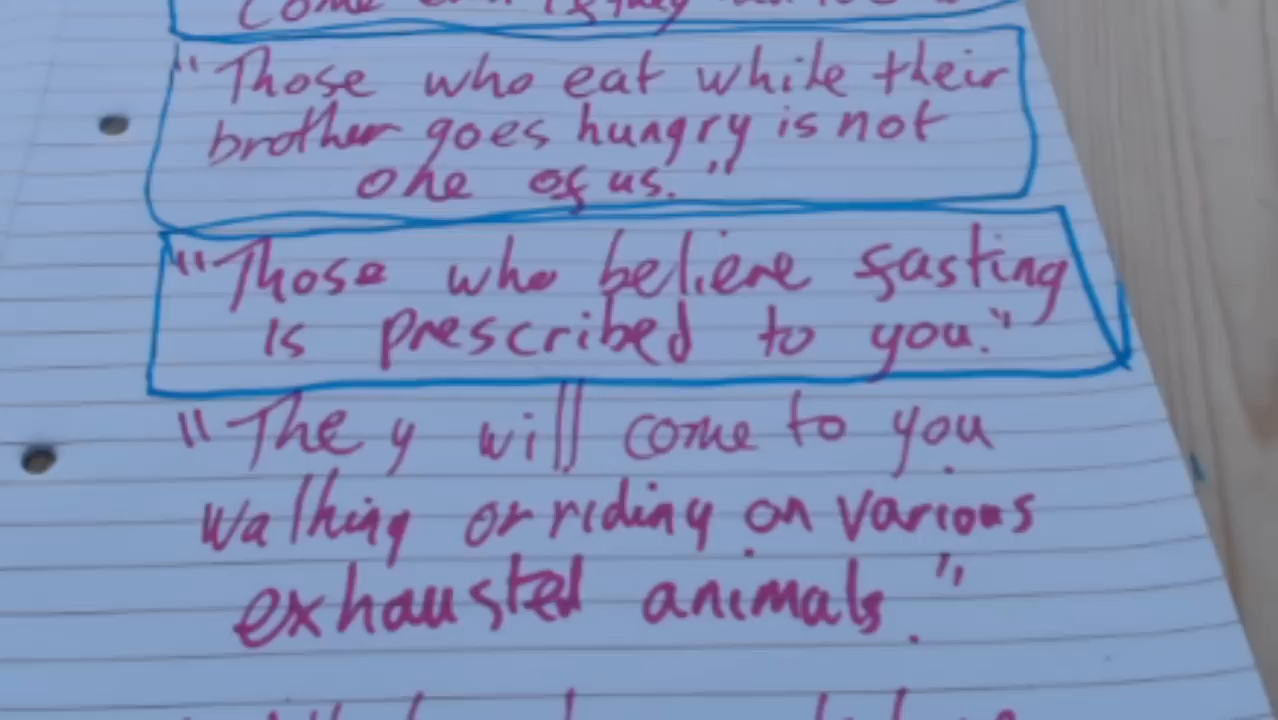 Come
"Those who eat while their
brother goes hungry is not
one of us."
"Those who believe fasting
is prescribed to you."
"They will come to you
walking or riding on various
exhausted animals."